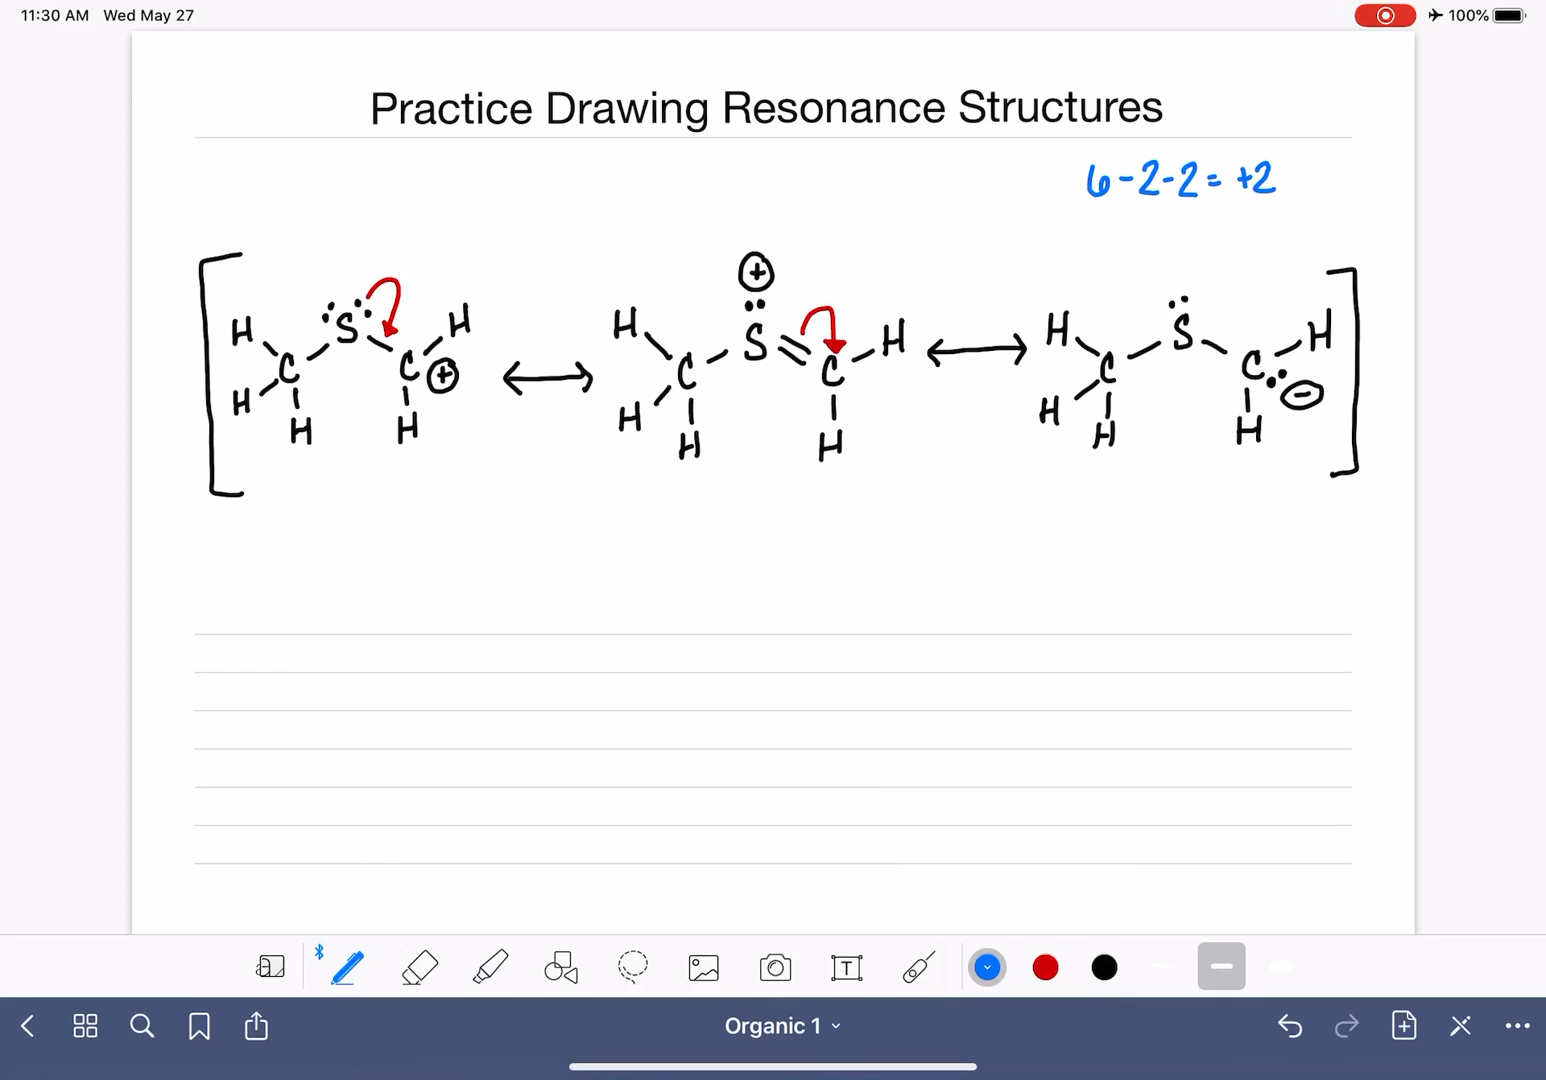 11:30 AM Wed May 27
100%
Practice Drawing Resonance Structures
6-2-2= +2
H H H C S C + H H
H H H C S + C H H
H H H C S C - H H
T
Organic 1